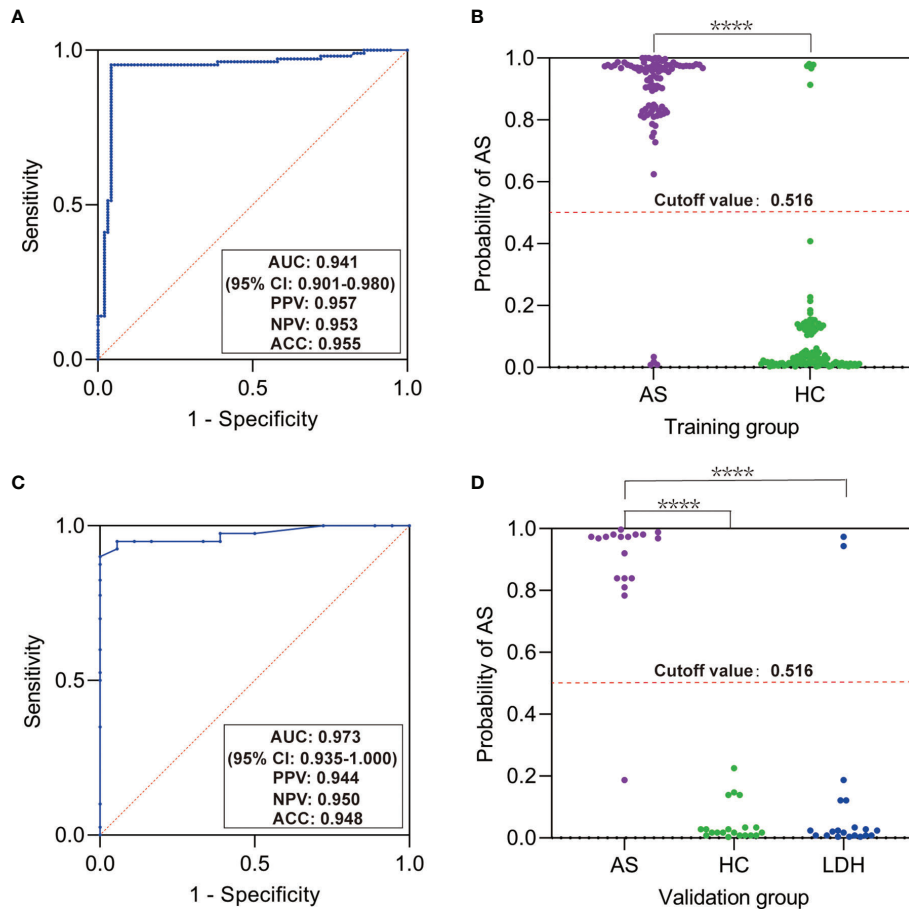 A
1.0
0.5
0.0
Sensitivity
AUC: 0.941
(95% CI: 0.901-0.980)
PPV: 0.957
NPV: 0.953
ACC: 0.955
0.0
0.5
1.0
1 - Specificity
B
****
1.0
0.8
0.6
0.4
0.2
0.0
Probability of AS
Cutoff value: 0.516
AS
HC
Training group
C
1.0
0.5
0.0
Sensitivity
AUC: 0.973
(95% CI: 0.935-1.000)
PPV: 0.944
NPV: 0.950
ACC: 0.948
0.0
0.5
1.0
1 - Specificity
D
****
****
1.0
0.8
0.6
0.4
0.2
0.0
Probability of AS
Cutoff value: 0.516
AS
HC
LDH
Validation group